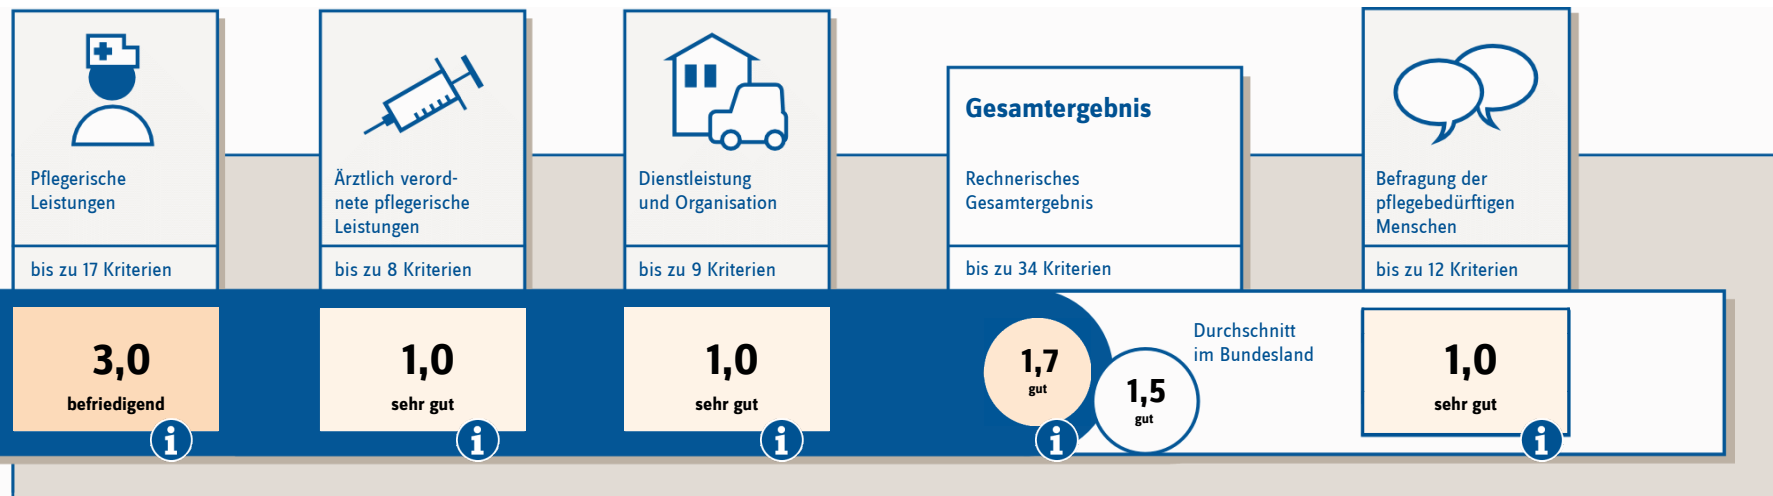 Pflegerische
Leistungen
bis zu 17 Kriterien
3,0
befriedigend
i
Ärztlich verord-
nete pflegerische
Leistungen
bis zu 8 Kriterien
1,0
sehr gut
i
Dienstleistung
und Organisation
bis zu 9 Kriterien
1,0
sehr gut
i
Gesamtergebnis
Rechnerisches
Gesamtergebnis
bis zu 34 Kriterien
1,7
gut
i
1,5
gut
Durchschnitt
im Bundesland
Befragung der
pflegebedürftigen
Menschen
bis zu 12 Kriterien
1,0
sehr gut
i